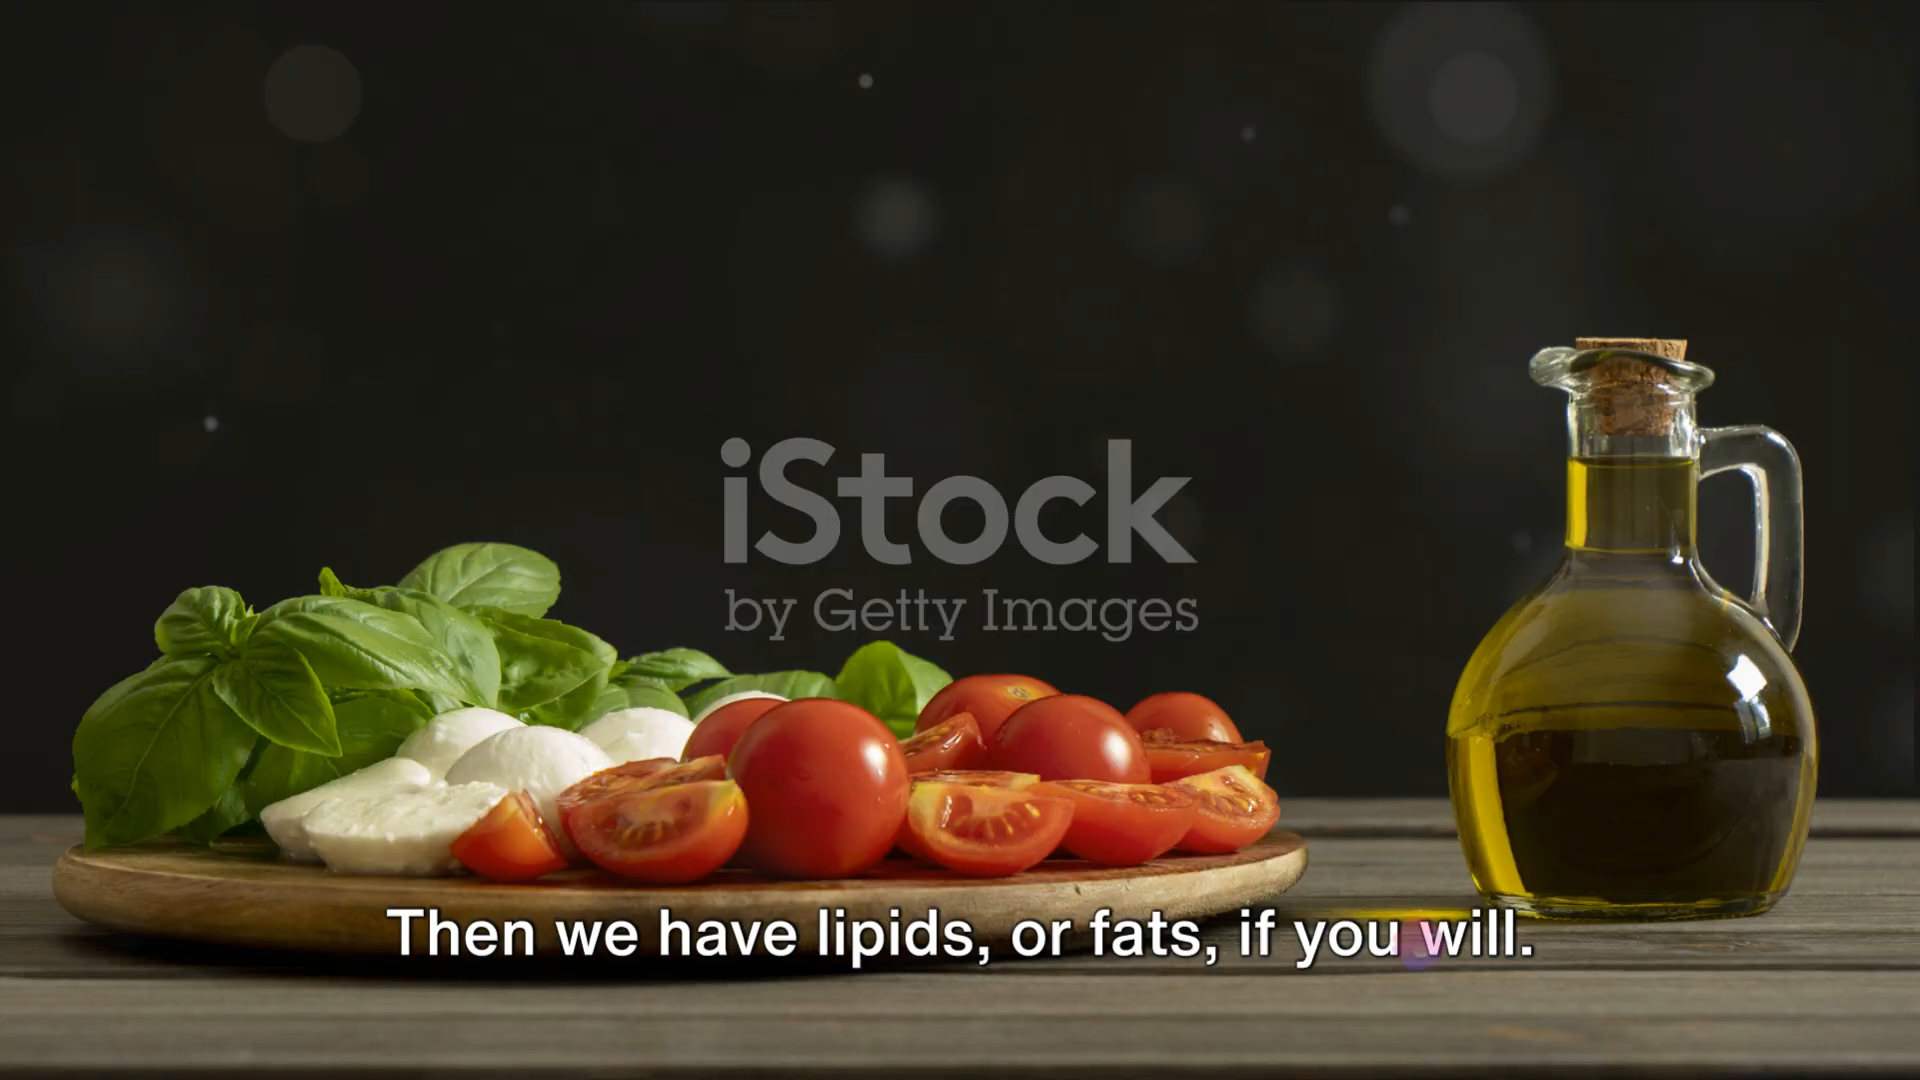 iStock
by Getty Images
Then we have lipids, or fats, if you will.